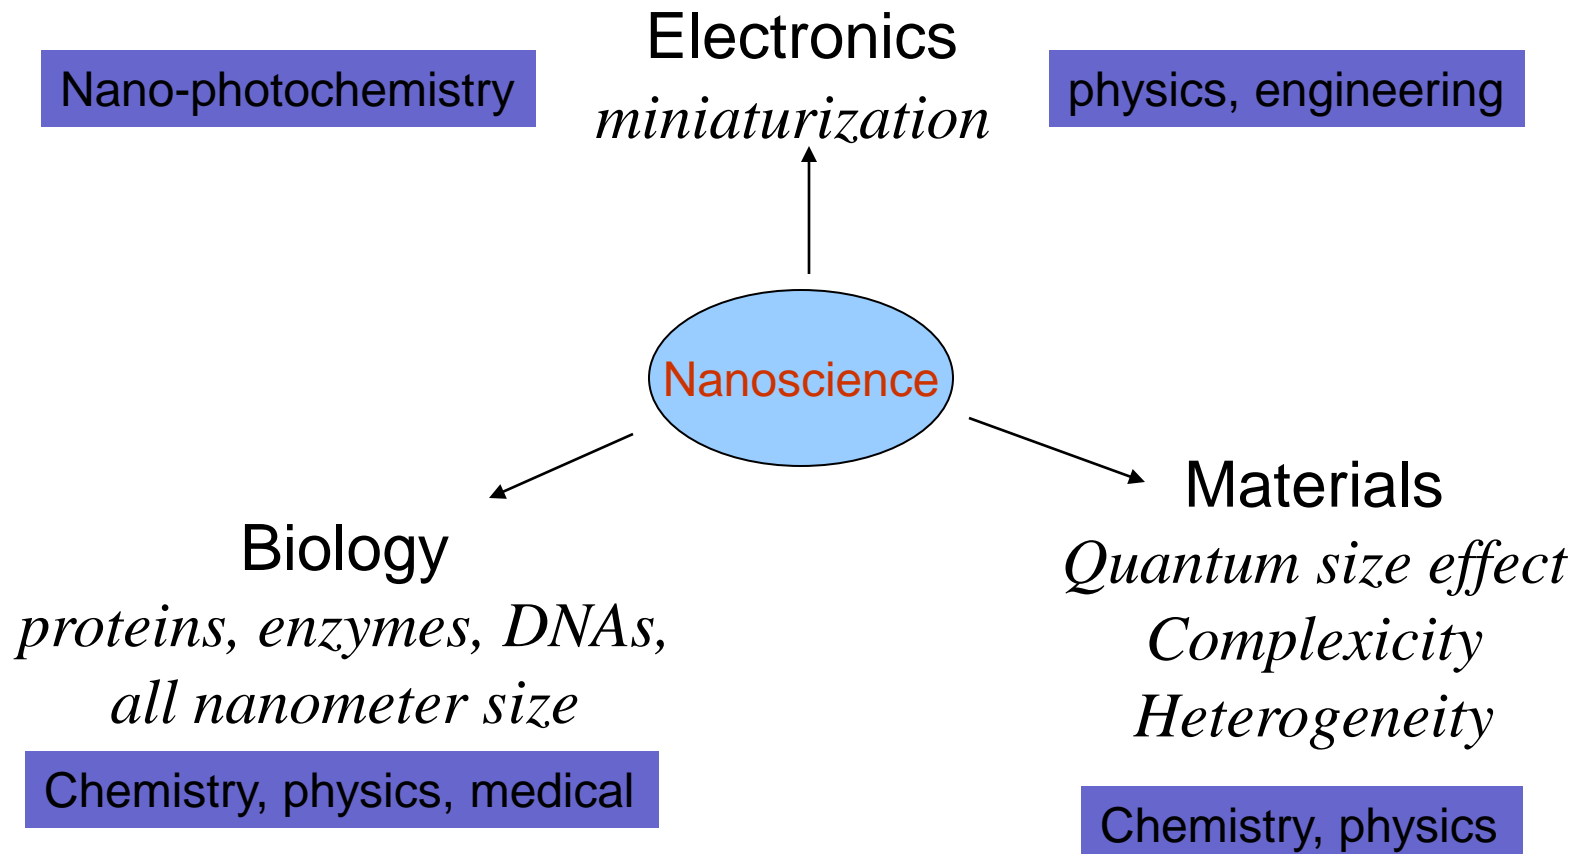 Electronics
Nano-photochemistry
physics, engineering
miniaturization
Nanoscience
Biology
proteins, enzymes, DNAs,
all nanometer size
Chemistry, physics, medical
Materials
Quantum size effect
Complexicity
Heterogeneity
Chemistry, physics